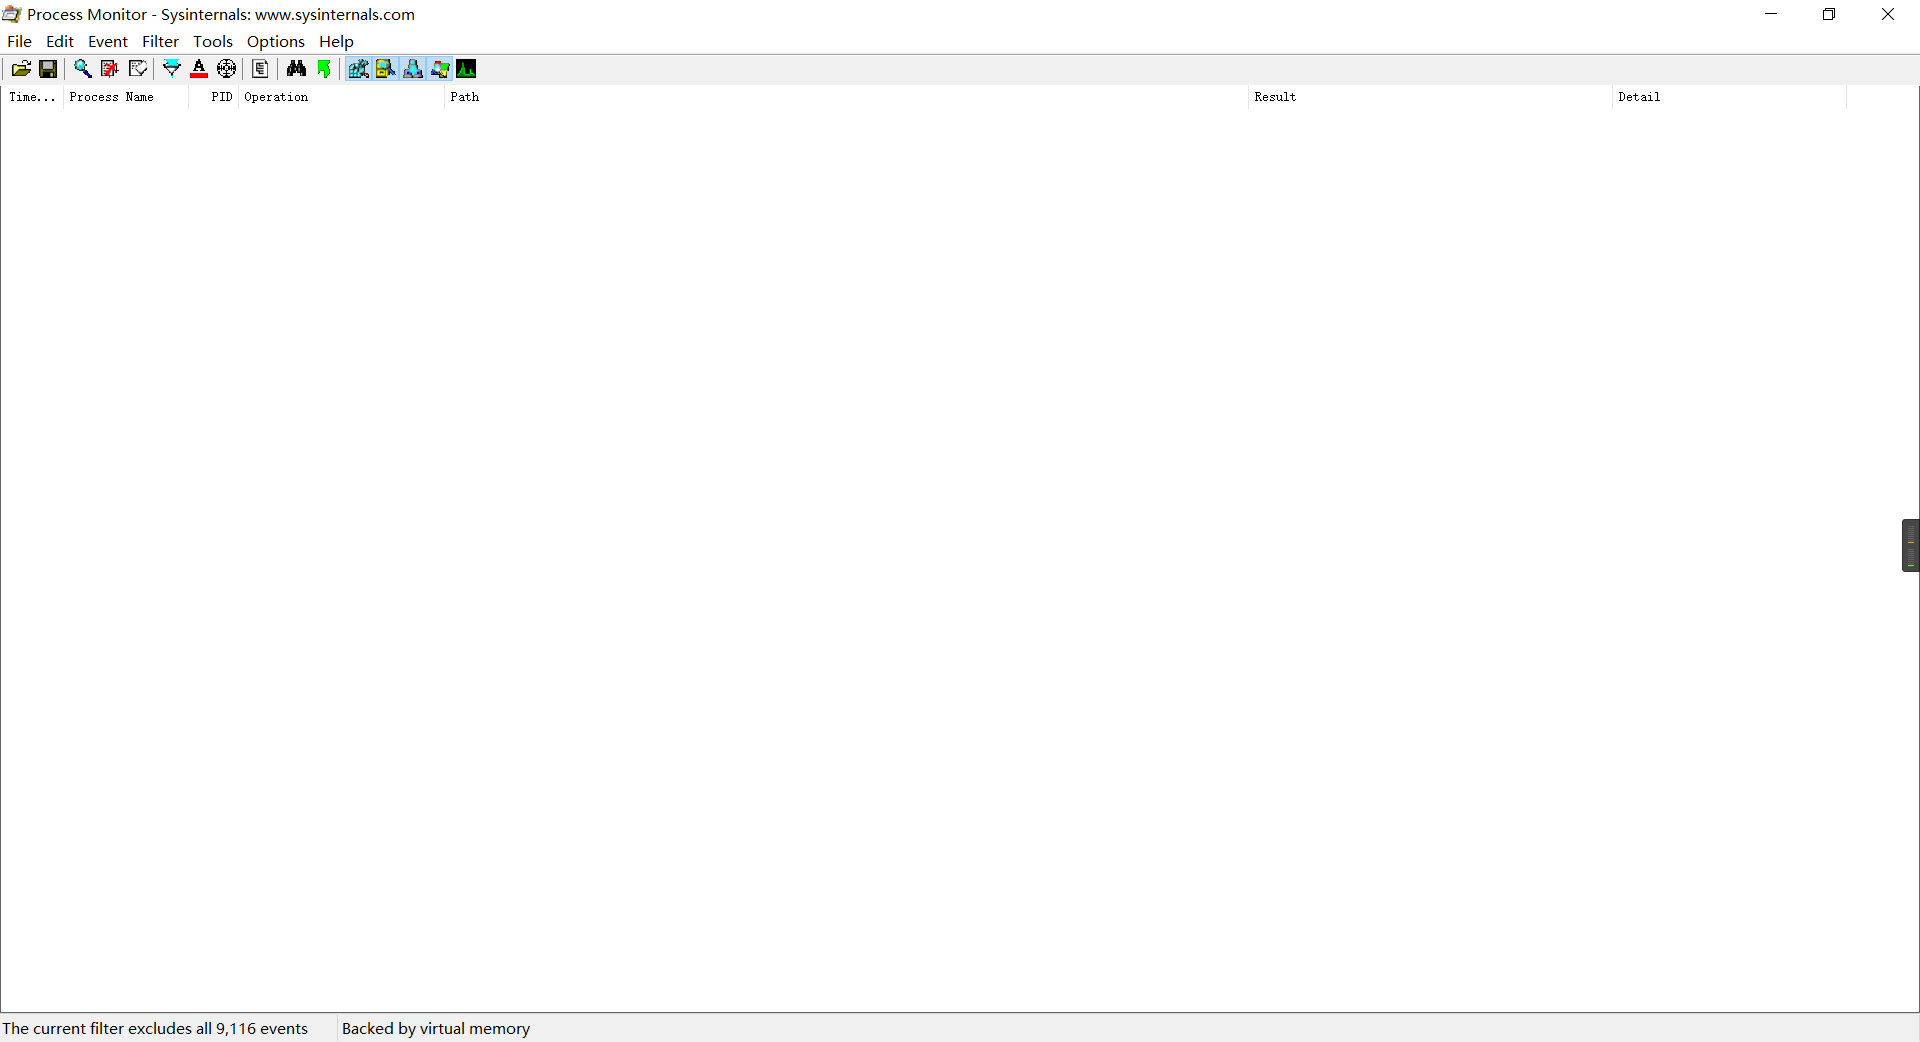 Process Monitor - Sysinternals: www.sysinternals.com
File Edit Event Filter Tools Options Help
Time... Process Name PID Operation Path Result Detail
The current filter excludes all 9,116 events Backed by virtual memory